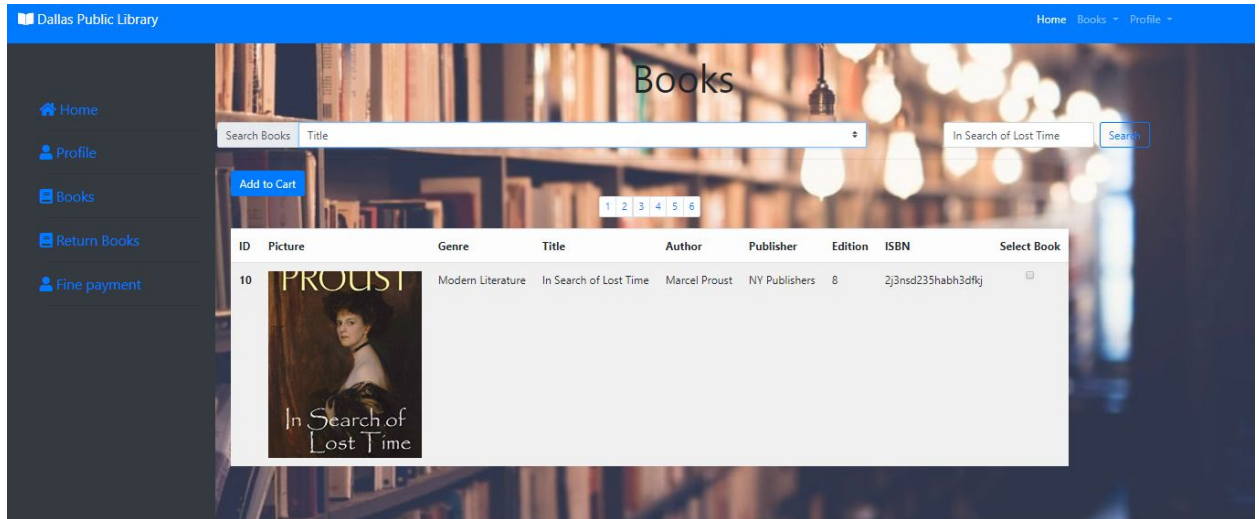 Dallas Public Library
Home Books Profile
Books
Home
Profile
Books
Return Books
Fine payment
Search Books Title In Search of Lost Time Search
Add to Cart
1 2 3 4 5 6
ID Picture Genre Title Author Publisher Edition ISBN Select Book
10 Modern Literature In Search of Lost Time Marcel Proust NY Publishers 8 2j3nsd235habh3dfkj
PROUST
In Search of
Lost Time